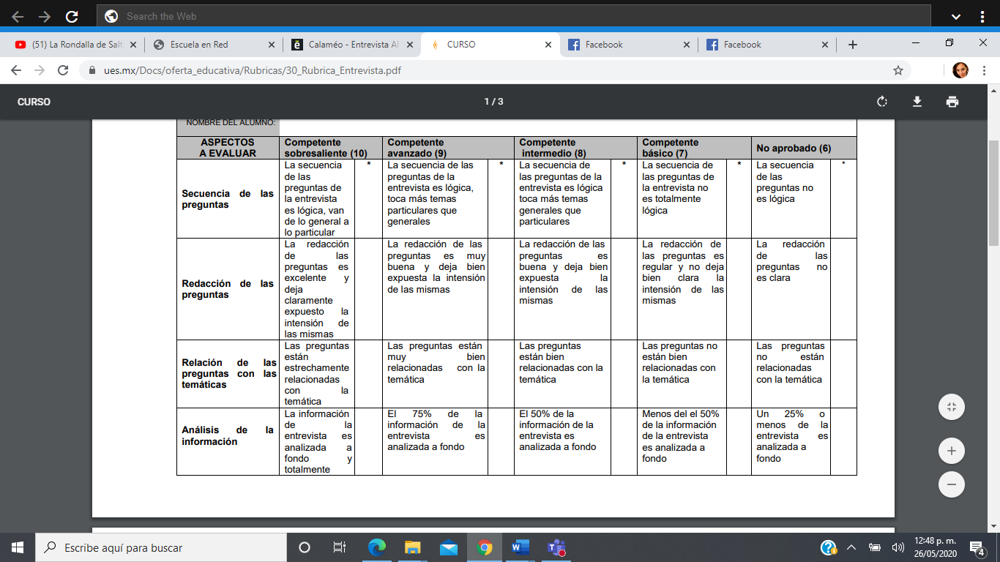 Search the Web
(51) La Rondalla de Salt
Escuela en Red
Calaméo - Entrevista Al
CURSO
Facebook
Facebook
ues.mx/Docs/oferta_educativa/Rubricas/30_Rubrica_Entrevista.pdf
CURSO
1 / 3
NOMBRE DEL ALUMNO:
ASPECTOS
A EVALUAR
Competente
sobresaliente (10)
Competente
avanzado (9)
Competente
intermedio (8)
Competente
básico (7)
No aprobado (6)
Secuencia de las
preguntas
La secuencia
de las
preguntas de
la entrevista
es lógica, van
de lo general a
lo particular
*
La secuencia de las
preguntas de la
entrevista es lógica,
toca más temas
particulares que
generales
*
La secuencia de
las preguntas de la
entrevista es lógica
toca más temas
generales que
particulares
*
La secuencia de
las preguntas de
la entrevista no
es totalmente
lógica
*
La secuencia
de las
preguntas no
es lógica
*
Redacción de las
preguntas
La redacción
de las
preguntas es
excelente y
deja
claramente
expuesto la
intensión de
las mismas
La redacción de las
preguntas es muy
buena y deja bien
expuesta la intensión
de las mismas
La redacción de las
preguntas es
buena y deja bien
expuesta la
intensión de las
mismas
La redacción de
las preguntas es
regular y no deja
bien clara la
intensión de las
mismas
La redacción
de las
preguntas no
es clara
Relación de las
preguntas con las
temáticas
Las preguntas
están
estrechamente
relacionadas
con la
temática
Las preguntas están
muy bien
relacionadas con la
temática
Las preguntas
están bien
relacionadas con la
temática
Las preguntas no
están bien
relacionadas con
la temática
Las preguntas
no están
relacionadas
con la temática
Análisis de la
información
La información
de la
entrevista es
analizada a
fondo y
totalmente
El 75% de la
información de la
entrevista es
analizada a fondo
El 50% de la
información de la
entrevista es
analizada a fondo
Menos del el 50%
de la información
de la entrevista
es analizada a
fondo
Un 25% o
menos de la
entrevista es
analizada a
fondo
Escribe aquí para buscar
12:48 p. m.
26/05/2020
4